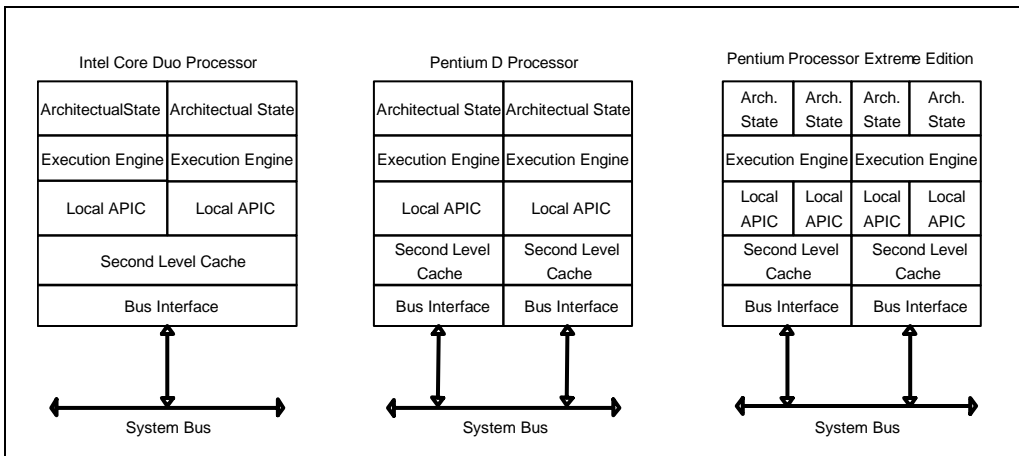 Intel Core Duo Processor
ArchitectualState
Architectual State
Execution Engine
Execution Engine
Local APIC
Local APIC
Second Level Cache
Bus Interface
System Bus
Pentium D Processor
Architectual State
Architectual State
Execution Engine
Execution Engine
Local APIC
Local APIC
Second Level
Cache
Second Level
Cache
Bus Interface
Bus Interface
System Bus
Pentium Processor Extreme Edition
Arch.
State
Arch.
State
Arch.
State
Arch.
State
Execution Engine
Execution Engine
Local
APIC
Local
APIC
Local
APIC
Local
APIC
Second Level
Cache
Second Level
Cache
Bus Interface
Bus Interface
System Bus